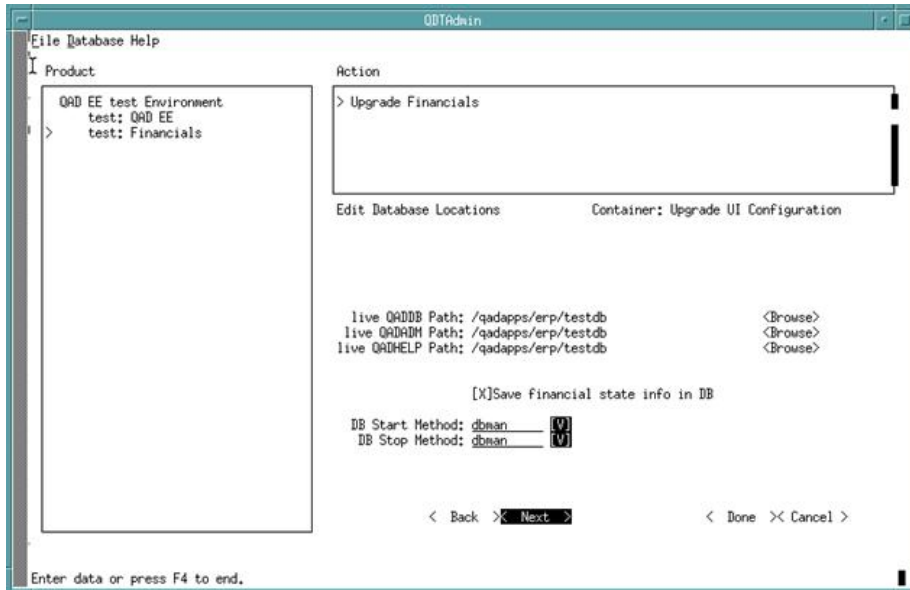 QDTAdmin
File Database Help
Product
Action
QAD EE test Environment
test: QAD EE
> test: Financials
> Upgrade Financials
Edit Database Locations Container: Upgrade UI Configuration
live QADDB Path: /qadapps/erp/testdb <Browse>
live QADADM Path: /qadapps/erp/testdb <Browse>
live QADHELP Path: /qadapps/erp/testdb <Browse>
[X]Save financial state info in DB
DB Start Method: dbman [V]
DB Stop Method: dbman [V]
< Back >< Next > < Done >< Cancel >
Enter data or press F4 to end.